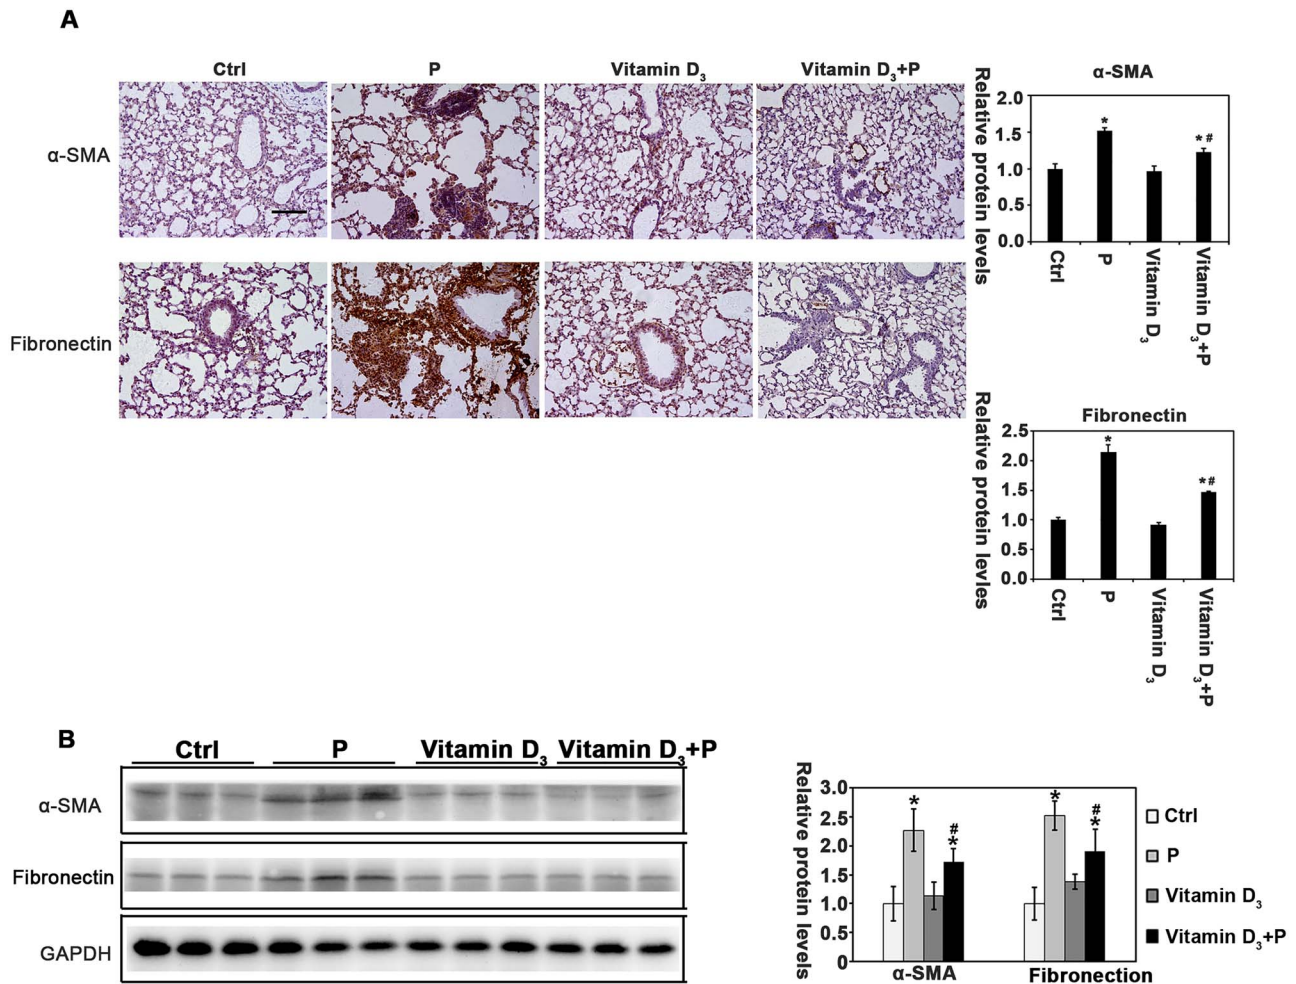 A
Ctrl
P
Vitamin D3
Vitamin D3+P
α-SMA
Fibronectin
α-SMA
Relative protein levels
2.0
1.5
1.0
0.5
0.0
*
* #
Ctrl
P
Vitamin D3
Vitamin D3+P
Fibronectin
Relative protein levles
2.5
2.0
1.5
1.0
0.5
0.0
*
* #
Ctrl
P
Vitamin D3
Vitamin D3+P
B
Ctrl
P
Vitamin D3
Vitamin D3+P
α-SMA
Fibronectin
GAPDH
Relative protein levels
3.0
2.5
2.0
1.5
1.0
0.5
0
*
#
*
*
#
*
α-SMA
Fibronection
Ctrl
P
Vitamin D3
Vitamin D3+P